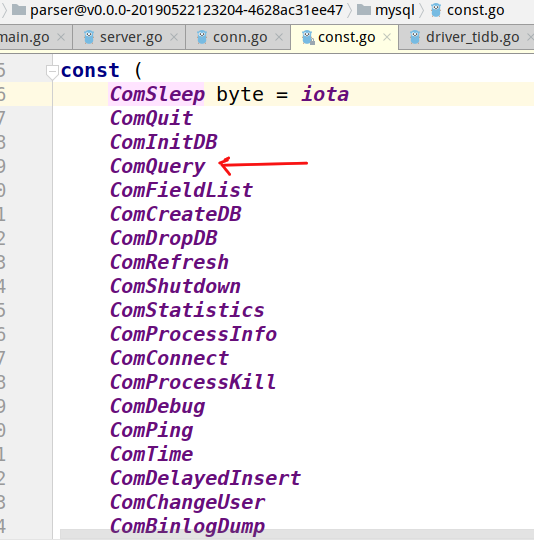 parser@v0.0.0-20190522123204-4628ac31ee47 mysql const.go
main.go server.go conn.go const.go driver_tidb.go
5 const (
6 ComSleep byte = iota
7 ComQuit
8 ComInitDB
9 ComQuery
0 ComFieldList
1 ComCreateDB
2 ComDropDB
3 ComRefresh
4 ComShutdown
5 ComStatistics
6 ComProcessInfo
7 ComConnect
8 ComProcessKill
9 ComDebug
0 ComPing
1 ComTime
2 ComDelayedInsert
3 ComChangeUser
4 ComBinlogDump